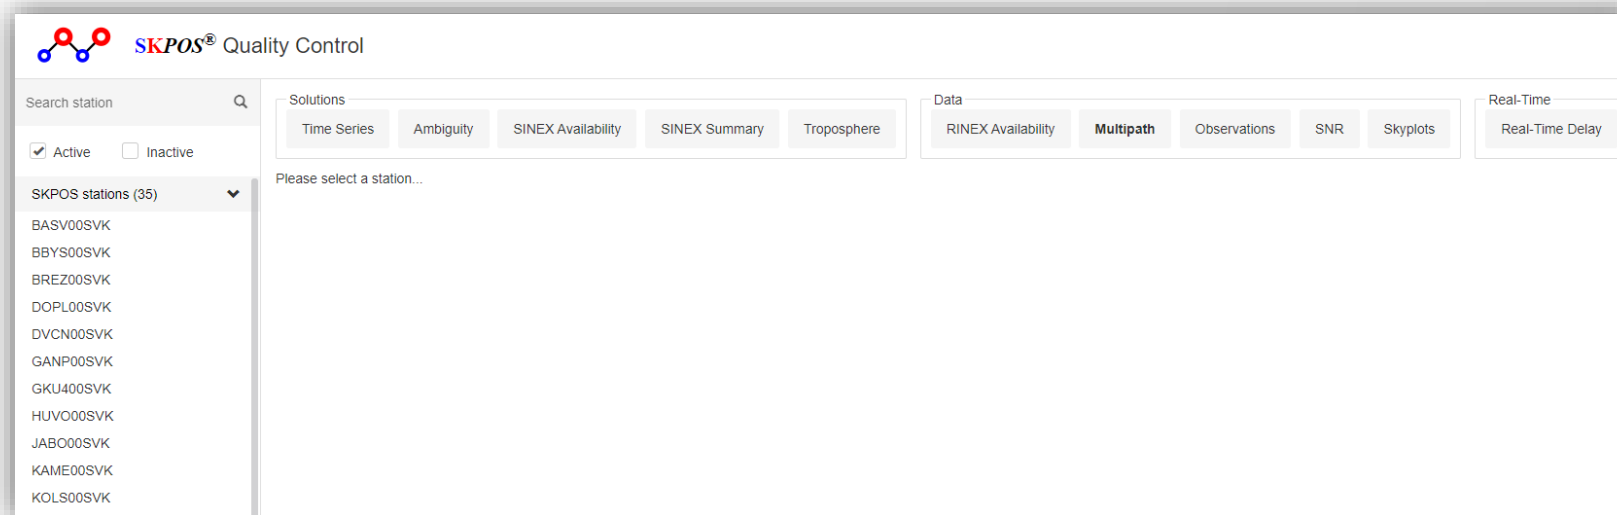 SKPOS® Quality Control
Search station
Active Inactive
SKPOS stations (35)
BASV00SVK
BBYS00SVK
BREZ00SVK
DOPL00SVK
DVCN00SVK
GANP00SVK
GKU400SVK
HUVO00SVK
JABO00SVK
KAME00SVK
KOLS00SVK
Solutions
Time Series Ambiguity SINEX Availability SINEX Summary Troposphere
Data
RINEX Availability Multipath Observations SNR Skyplots
Real-Time
Real-Time Delay
Please select a station...